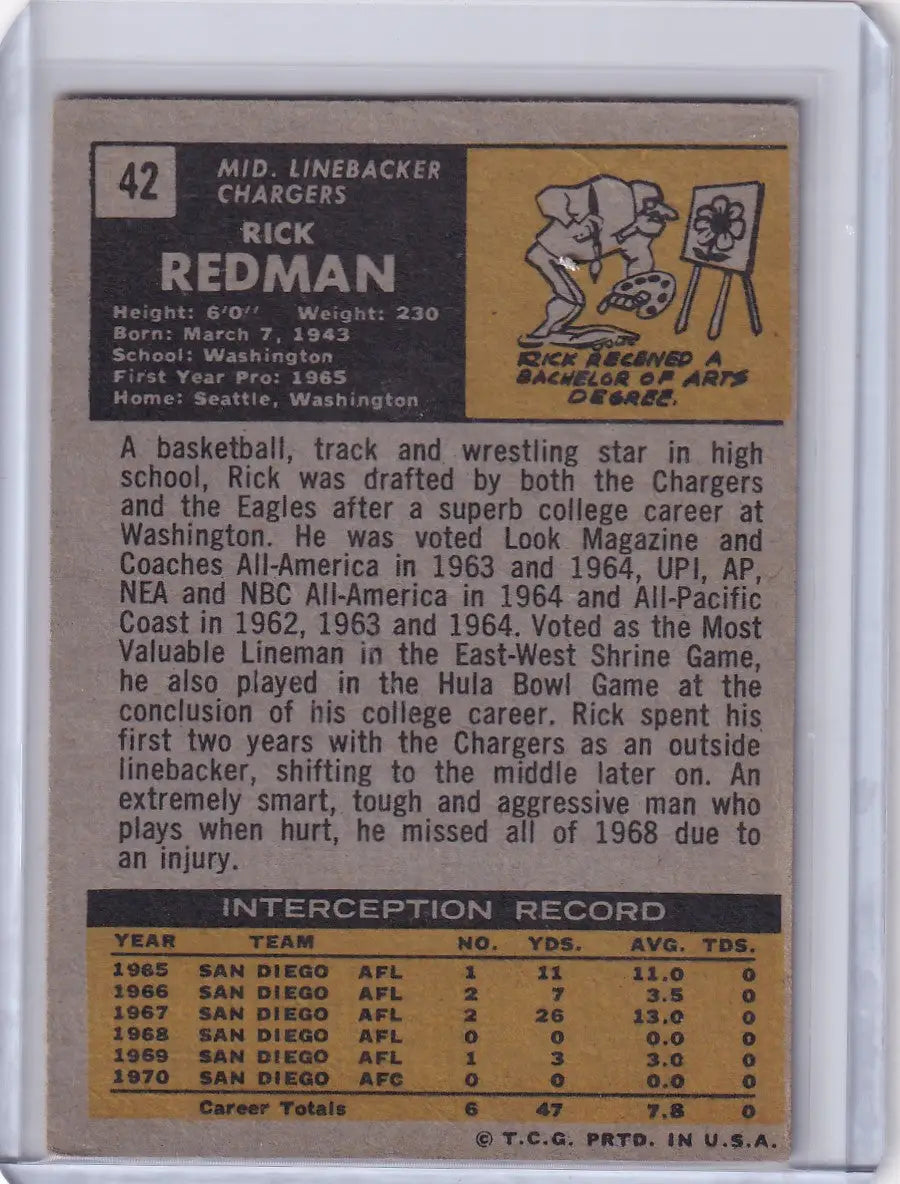 42
MID. LINEBACKER
CHARGERS
RICK
REDMAN
Height: 6'0" Weight: 230
Born: March 7, 1943
School: Washington
First Year Pro: 1965
Home: Seattle, Washington
RICK RECEIVED A
BACHELOR OF ARTS
DEGREE.
A basketball, track and wrestling star in high
school, Rick was drafted by both the Chargers
and the Eagles after a superb college career at
Washington. He was voted Look Magazine and
Coaches All-America in 1963 and 1964, UPI, AP,
NEA and NBC All-America in 1964 and All-Pacific
Coast in 1962, 1963 and 1964. Voted as the Most
Valuable Lineman in the East-West Shrine Game,
he also played in the Hula Bowl Game at the
conclusion of his college career. Rick spent his
first two years with the Chargers as an outside
linebacker, shifting to the middle later on. An
extremely smart, tough and aggressive man who
plays when hurt, he missed all of 1968 due to
an injury.
INTERCEPTION RECORD
YEAR TEAM NO. YDS. AVG. TDS.
1965 SAN DIEGO AFL 1 11 11.0 0
1966 SAN DIEGO AFL 2 7 3.5 0
1967 SAN DIEGO AFL 2 26 13.0 0
1968 SAN DIEGO AFL 0 0 0.0 0
1969 SAN DIEGO AFL 1 3 3.0 0
1970 SAN DIEGO AFC 0 0 0.0 0
Career Totals 6 47 7.8 0
© T.C.G. PRTD. IN U.S.A.